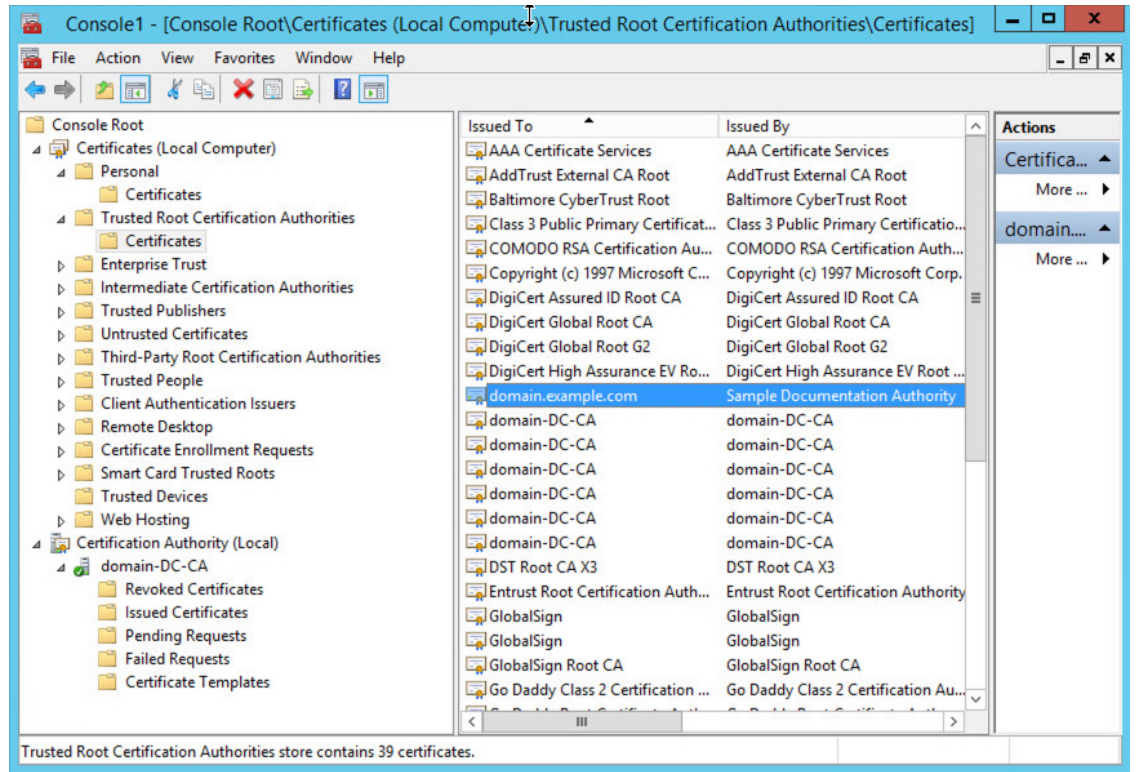 Console1 - [Console Root\Certificates (Local Computer)\Trusted Root Certification Authorities\Certificates]
File Action View Favorites Window Help
Console Root
Certificates (Local Computer)
Personal
Certificates
Trusted Root Certification Authorities
Certificates
Enterprise Trust
Intermediate Certification Authorities
Trusted Publishers
Untrusted Certificates
Third-Party Root Certification Authorities
Trusted People
Client Authentication Issuers
Remote Desktop
Certificate Enrollment Requests
Smart Card Trusted Roots
Trusted Devices
Web Hosting
Certification Authority (Local)
domain-DC-CA
Revoked Certificates
Issued Certificates
Pending Requests
Failed Requests
Certificate Templates
Issued To Issued By
AAA Certificate Services AAA Certificate Services
AddTrust External CA Root AddTrust External CA Root
Baltimore CyberTrust Root Baltimore CyberTrust Root
Class 3 Public Primary Certificat... Class 3 Public Primary Certificatio...
COMODO RSA Certification Au... COMODO RSA Certification Auth...
Copyright (c) 1997 Microsoft C... Copyright (c) 1997 Microsoft Corp.
DigiCert Assured ID Root CA DigiCert Assured ID Root CA
DigiCert Global Root CA DigiCert Global Root CA
DigiCert Global Root G2 DigiCert Global Root G2
DigiCert High Assurance EV Ro... DigiCert High Assurance EV Root ...
domain.example.com Sample Documentation Authority
domain-DC-CA domain-DC-CA
domain-DC-CA domain-DC-CA
domain-DC-CA domain-DC-CA
domain-DC-CA domain-DC-CA
domain-DC-CA domain-DC-CA
domain-DC-CA domain-DC-CA
DST Root CA X3 DST Root CA X3
Entrust Root Certification Auth... Entrust Root Certification Authority
GlobalSign GlobalSign
GlobalSign GlobalSign
GlobalSign Root CA GlobalSign Root CA
Go Daddy Class 2 Certification ... Go Daddy Class 2 Certification Au...
Actions
Certifica...
More ...
domain....
More ...
Trusted Root Certification Authorities store contains 39 certificates.